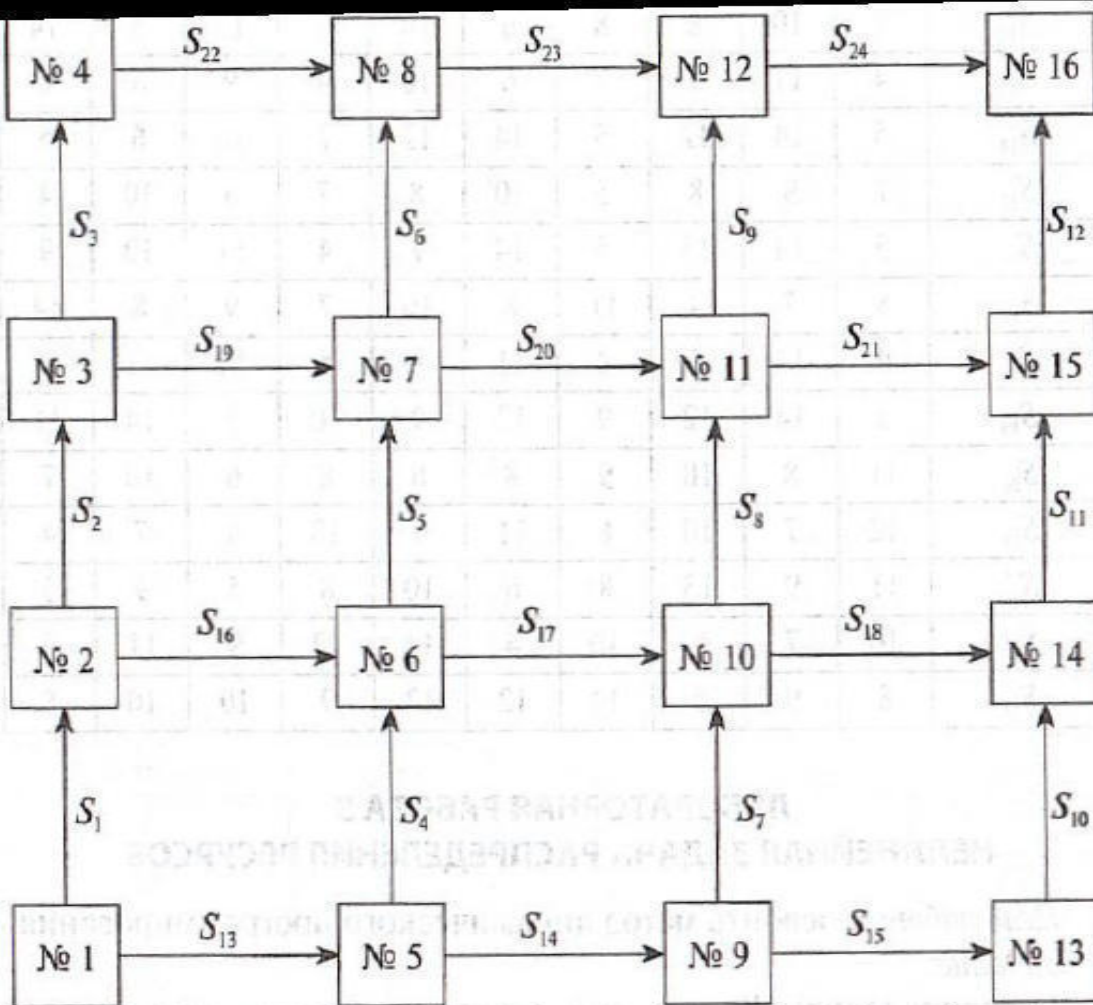 S₂₂ S₂₃ S₂₄
№ 4 № 8 № 12 № 16
S₃ S₆ S₉ S₁₂
S₁₉ S₂₀ S₂₁
№ 3 № 7 № 11 № 15
S₂ S₅ S₈ S₁₁
S₁₆ S₁₇ S₁₈
№ 2 № 6 № 10 № 14
S₁ S₄ S₇ S₁₀
S₁₃ S₁₄ S₁₅
№ 1 № 5 № 9 № 13